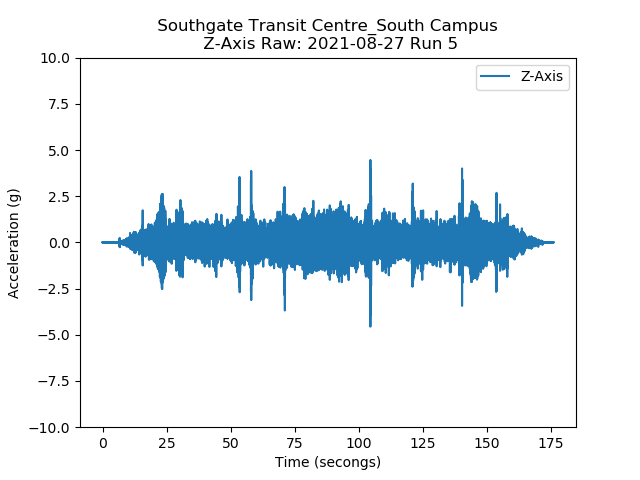 Southgate Transit Centre_South Campus
Z-Axis Raw: 2021-08-27 Run 5
Z-Axis
10.0
7.5
5.0
2.5
0.0
−2.5
−5.0
−7.5
−10.0
Acceleration (g)
0 25 50 75 100 125 150 175
Time (secongs)